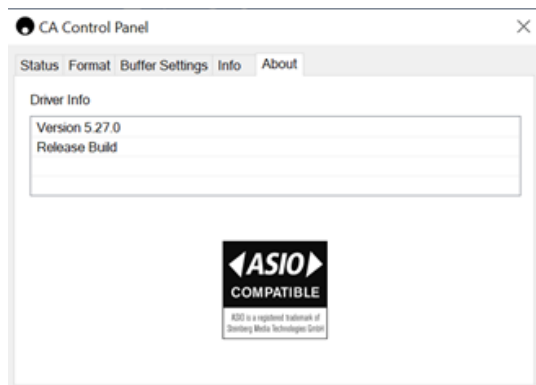 CA Control Panel
Status Format Buffer Settings Info About
Driver Info
Version 5.27.0
Release Build
ASIO
COMPATIBLE
ASIO is a registered trademark of
Steinberg Media Technologies GmbH